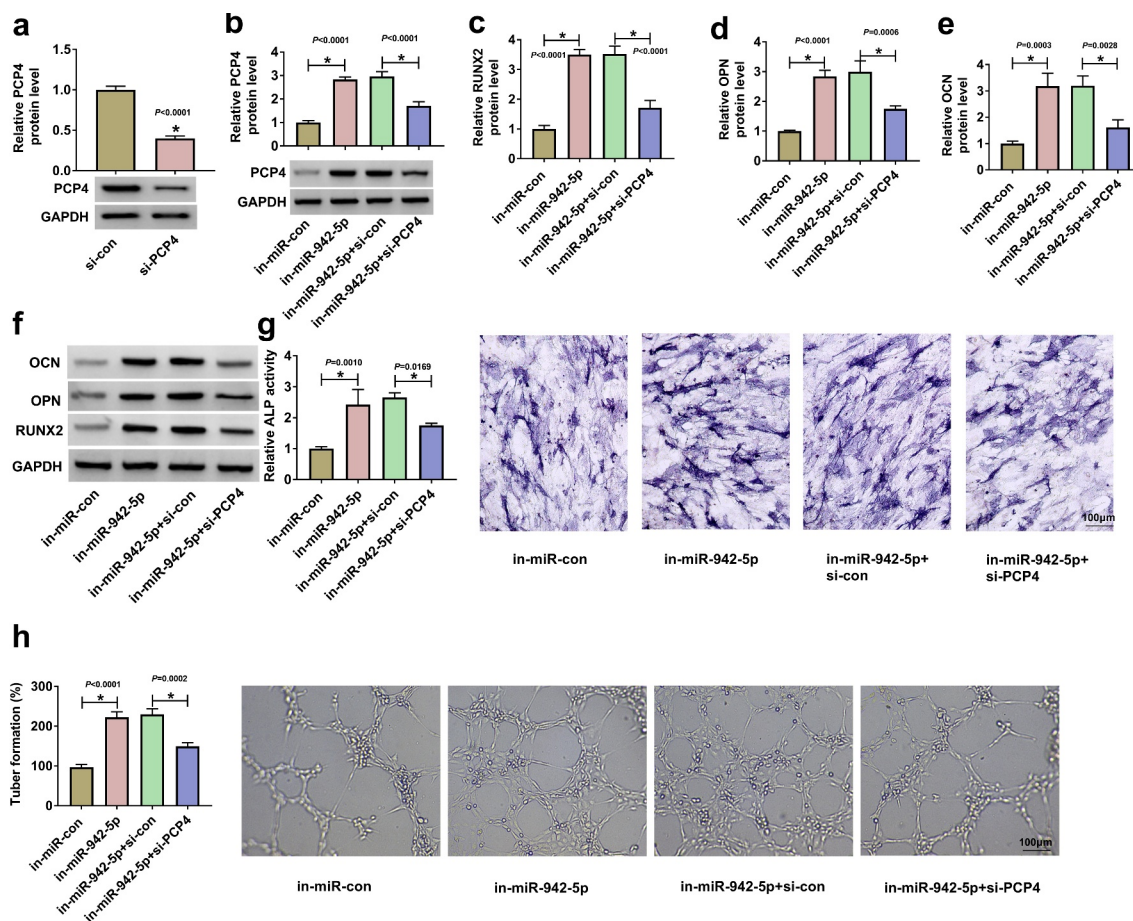 a
Relative PCP4
protein level
1.5
1.0
0.5
0.0
P<0.0001
*
PCP4
GAPDH
si-con
si-PCP4
b
Relative PCP4
protein level
4
3
2
1
0
P<0.0001
P<0.0001
*
*
PCP4
GAPDH
in-miR-con
in-miR-942-5p
in-miR-942-5p+si-con
in-miR-942-5p+si-PCP4
c
Relative RUNX2
protein level
4
3
2
1
0
*
*
P<0.0001
P<0.0001
in-miR-con
in-miR-942-5p
in-miR-942-5p+si-con
in-miR-942-5p+si-PCP4
d
Relative OPN
protein level
4
3
2
1
0
P<0.0001
P=0.0006
*
*
in-miR-con
in-miR-942-5p
in-miR-942-5p+si-con
in-miR-942-5p+si-PCP4
e
Relative OCN
protein level
4
3
2
1
0
P=0.0003
P=0.0028
*
*
in-miR-con
in-miR-942-5p
in-miR-942-5p+si-con
in-miR-942-5p+si-PCP4
f
OCN
OPN
RUNX2
GAPDH
in-miR-con
in-miR-942-5p
in-miR-942-5p+si-con
in-miR-942-5p+si-PCP4
g
Relative ALP activity
4
3
2
1
0
P=0.0010
P=0.0169
*
*
in-miR-con
in-miR-942-5p
in-miR-942-5p+si-con
in-miR-942-5p+si-PCP4
100μm
in-miR-con
in-miR-942-5p
in-miR-942-5p+
si-con
in-miR-942-5p+
si-PCP4
h
Tuber formation (%)
300
200
100
0
P<0.0001
P=0.0002
*
*
in-miR-con
in-miR-942-5p
in-miR-942-5p+si-con
in-miR-942-5p+si-PCP4
100μm
in-miR-con
in-miR-942-5p
in-miR-942-5p+si-con
in-miR-942-5p+si-PCP4